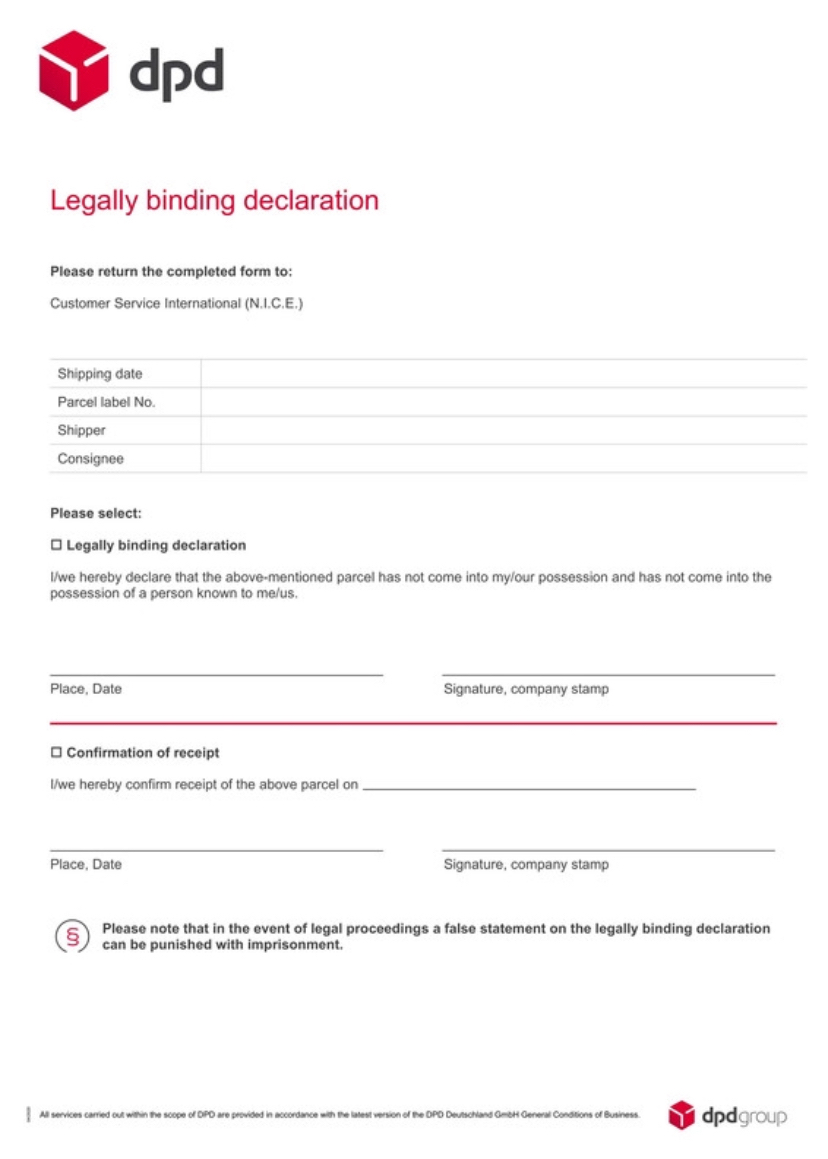 dpd
Legally binding declaration
Please return the completed form to:
Customer Service International (N.I.C.E.)
Shipping date
Parcel label No.
Shipper
Consignee
Please select:
☐ Legally binding declaration
I/we hereby declare that the above-mentioned parcel has not come into my/our possession and has not come into the
possession of a person known to me/us.
Place, Date
Signature, company stamp
☐ Confirmation of receipt
I/we hereby confirm receipt of the above parcel on
Place, Date
Signature, company stamp
§
Please note that in the event of legal proceedings a false statement on the legally binding declaration
can be punished with imprisonment.
All services carried out within the scope of DPD are provided in accordance with the latest version of the DPD Deutschland GmbH General Conditions of Business.
dpdgroup